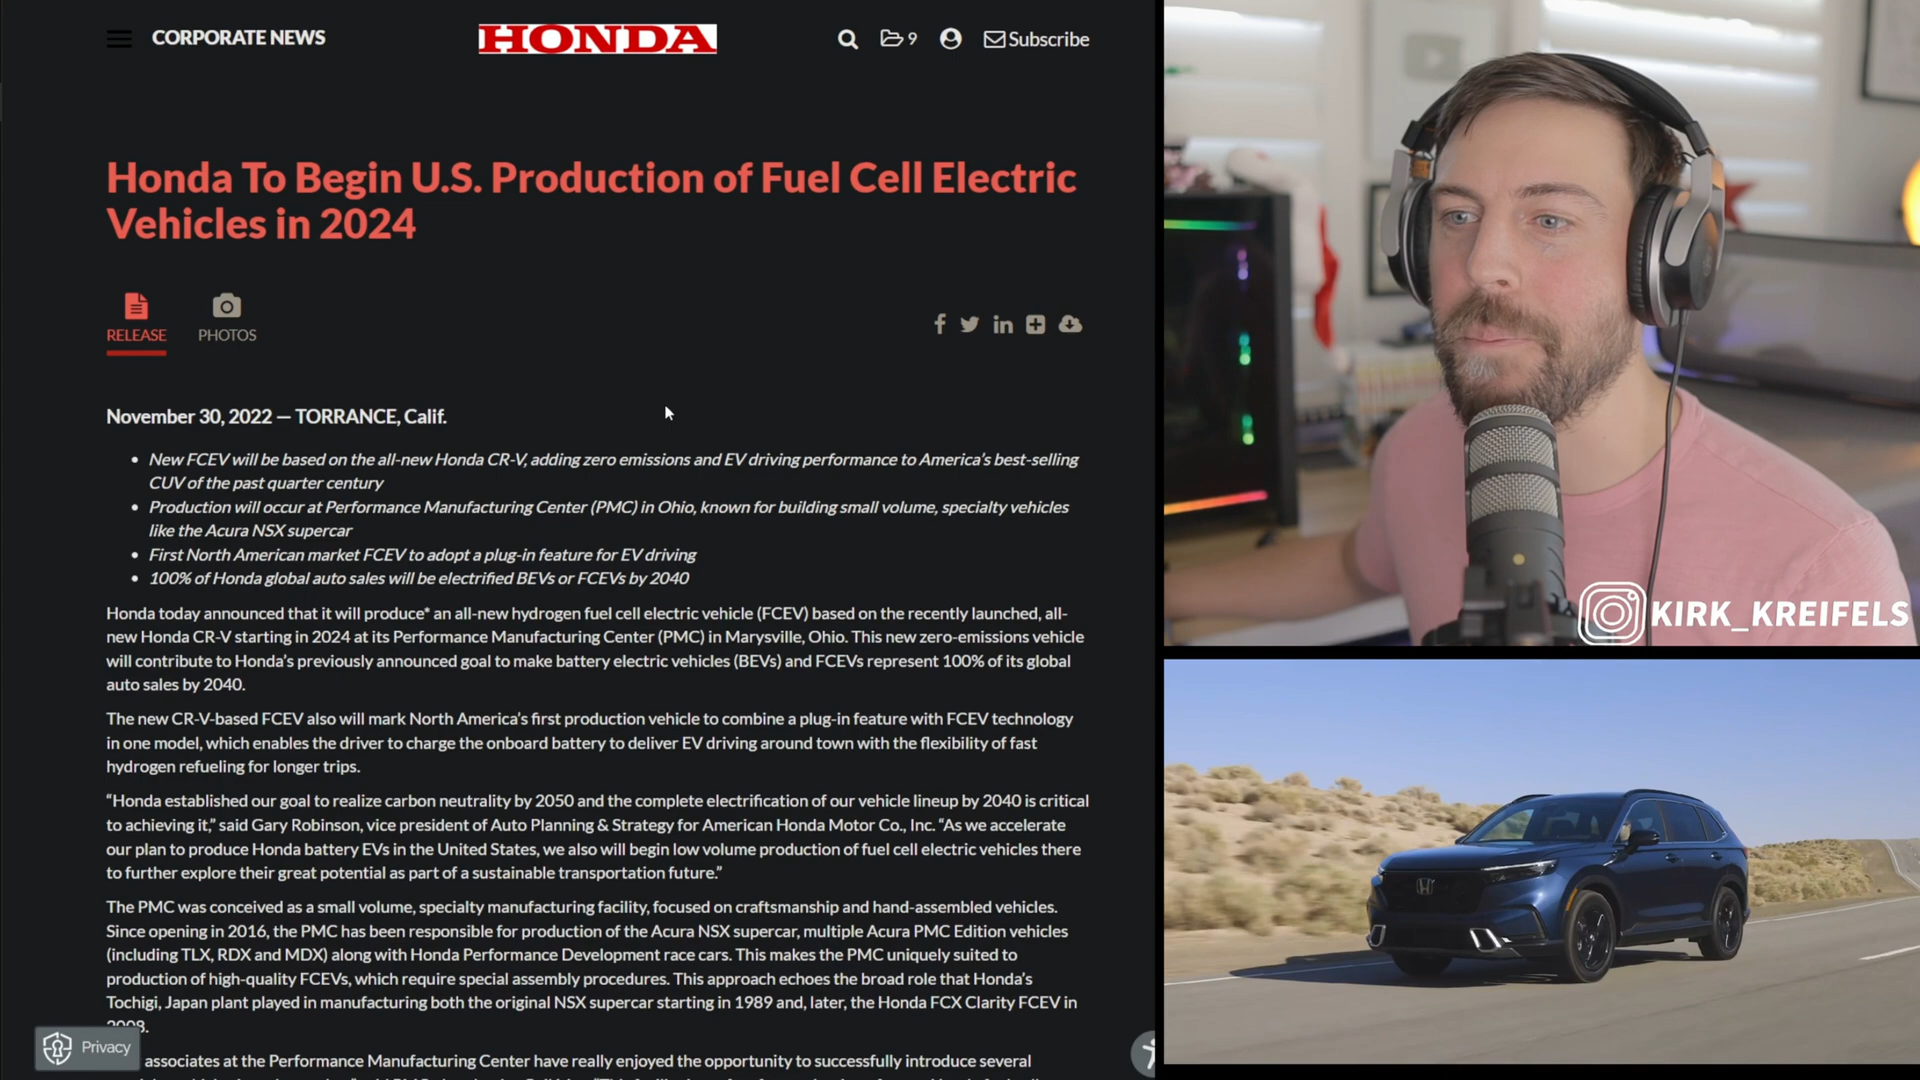 CORPORATE NEWS
HONDA
9
Subscribe
Honda To Begin U.S. Production of Fuel Cell Electric
Vehicles in 2024
RELEASE
PHOTOS
November 30, 2022 — TORRANCE, Calif.
• New FCEV will be based on the all-new Honda CR-V, adding zero emissions and EV driving performance to America's best-selling
CUV of the past quarter century
• Production will occur at Performance Manufacturing Center (PMC) in Ohio, known for building small volume, specialty vehicles
like the Acura NSX supercar
• First North American market FCEV to adopt a plug-in feature for EV driving
• 100% of Honda global auto sales will be electrified BEVs or FCEVs by 2040
Honda today announced that it will produce* an all-new hydrogen fuel cell electric vehicle (FCEV) based on the recently launched, all-
new Honda CR-V starting in 2024 at its Performance Manufacturing Center (PMC) in Marysville, Ohio. This new zero-emissions vehicle
will contribute to Honda's previously announced goal to make battery electric vehicles (BEVs) and FCEVs represent 100% of its global
auto sales by 2040.
The new CR-V-based FCEV also will mark North America's first production vehicle to combine a plug-in feature with FCEV technology
in one model, which enables the driver to charge the onboard battery to deliver EV driving around town with the flexibility of fast
hydrogen refueling for longer trips.
“Honda established our goal to realize carbon neutrality by 2050 and the complete electrification of our vehicle lineup by 2040 is critical
to achieving it,” said Gary Robinson, vice president of Auto Planning & Strategy for American Honda Motor Co., Inc. “As we accelerate
our plan to produce Honda battery EVs in the United States, we also will begin low volume production of fuel cell electric vehicles there
to further explore their great potential as part of a sustainable transportation future.”
The PMC was conceived as a small volume, specialty manufacturing facility, focused on craftsmanship and hand-assembled vehicles.
Since opening in 2016, the PMC has been responsible for production of the Acura NSX supercar, multiple Acura PMC Edition vehicles
(including TLX, RDX and MDX) along with Honda Performance Development race cars. This makes the PMC uniquely suited to
production of high-quality FCEVs, which require special assembly procedures. This approach echoes the broad role that Honda's
Tochigi, Japan plant played in manufacturing both the original NSX supercar starting in 1989 and, later, the Honda FCX Clarity FCEV in
2008.
Privacy
associates at the Performance Manufacturing Center have really enjoyed the opportunity to successfully introduce several
KIRK_KREIFELS